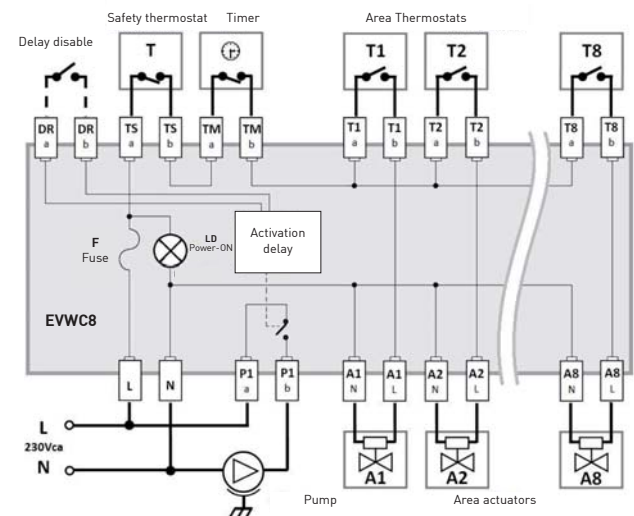 Safety thermostat Timer Area Thermostats
Delay disable
T T1 T2 T8
DR a DR b TS a TS b TM a TM b T1 a T1 b T2 a T2 b T8 a T8 b
F Fuse
LD Power-ON
Activation delay
EVWC8
L N P1 a P1 b A1 N A1 L A2 N A2 L A8 N A8 L
L
230Vca
N
A1 A2 A8
Pump Area actuators